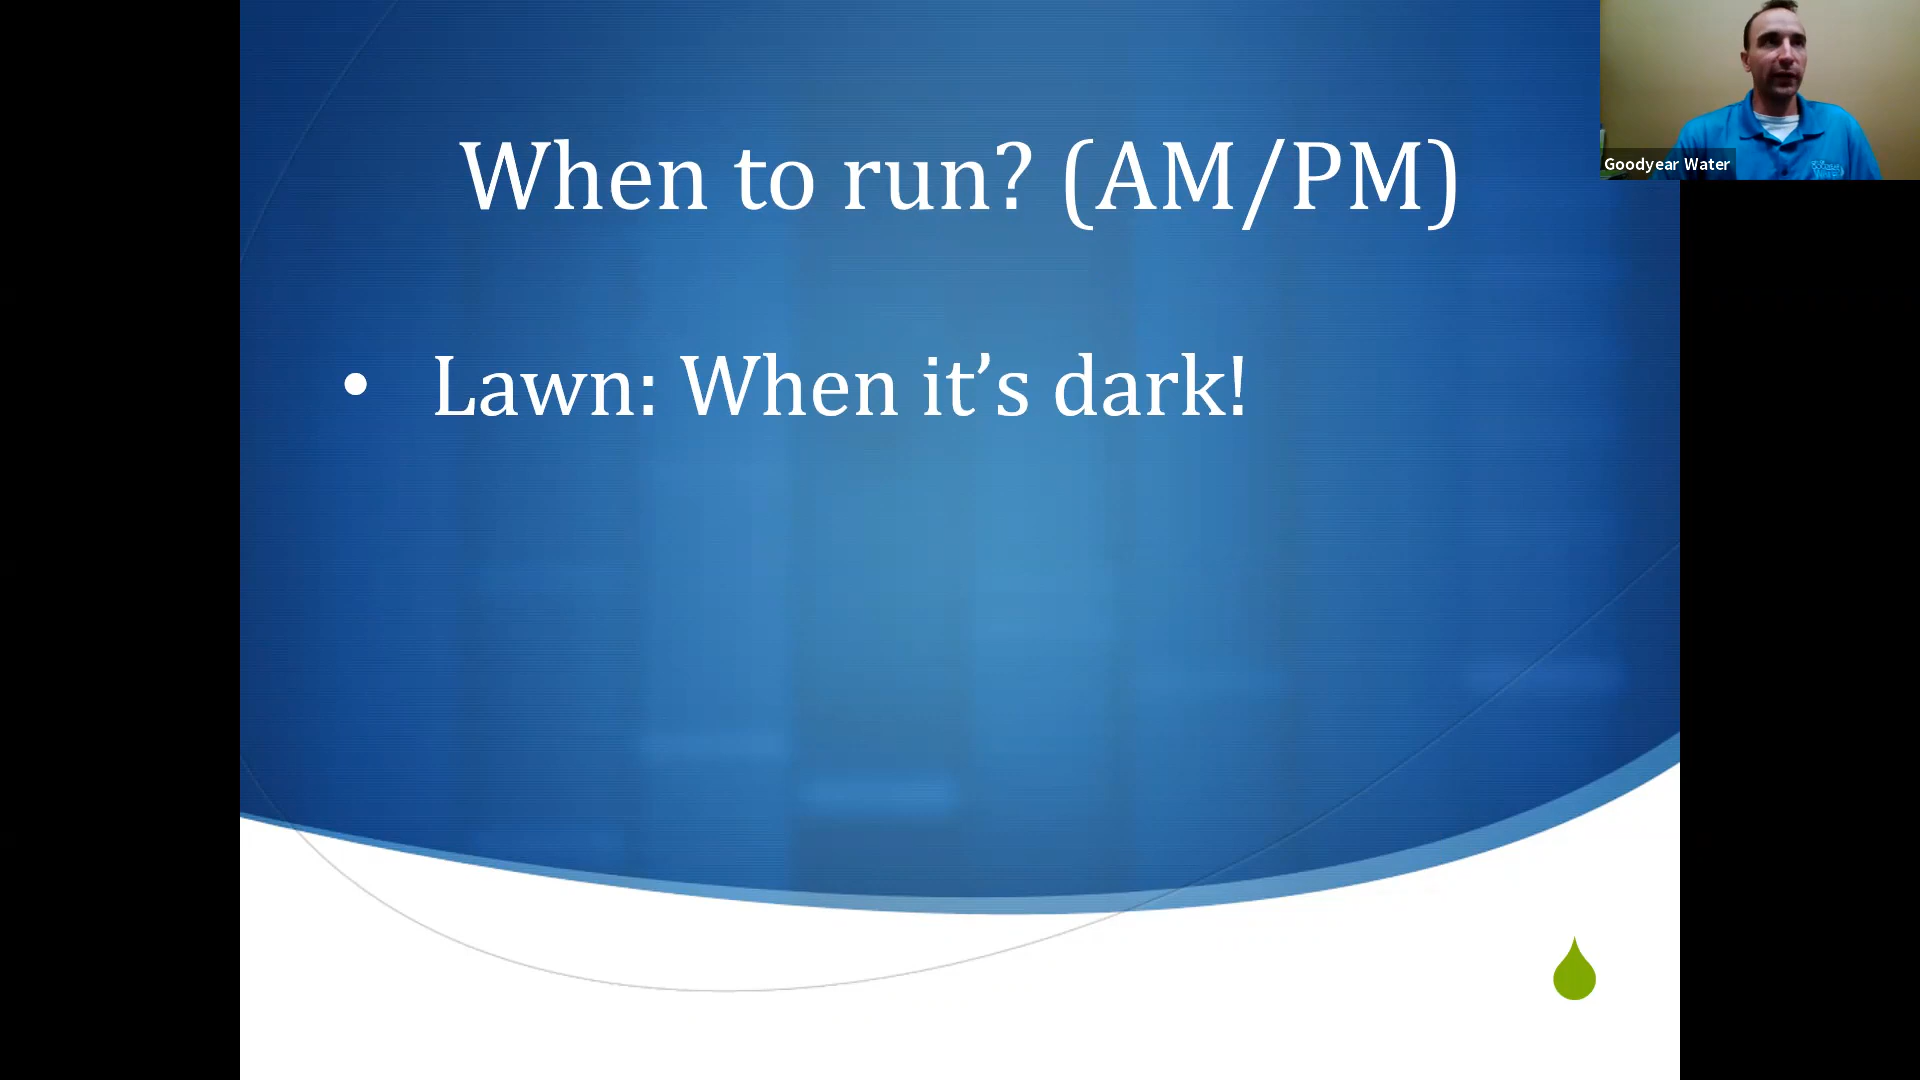 When to run? (AM/PM)
• Lawn: When it’s dark!
Goodyear Water